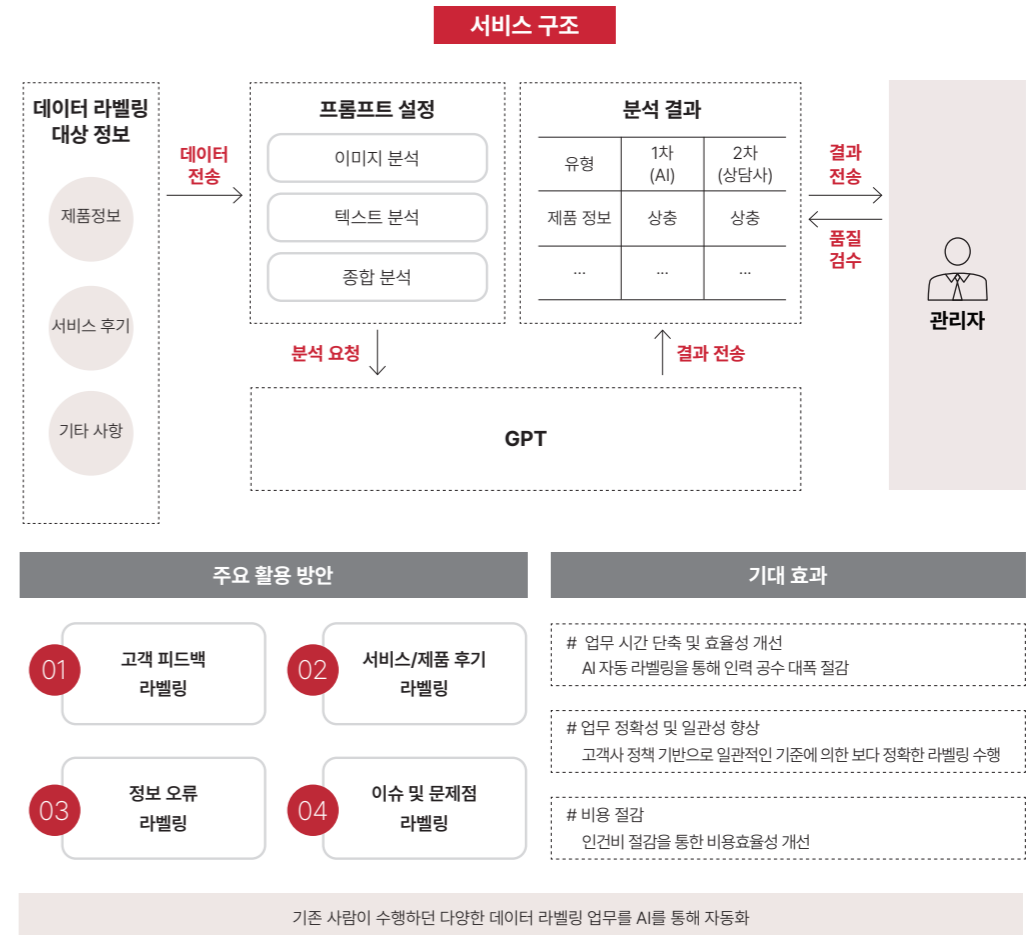 서비스 구조
데이터 라벨링
대상 정보
제품정보
서비스 후기
기타 사항
데이터
전송
프롬프트 설정
이미지 분석
텍스트 분석
종합 분석
분석 요청
분석 결과
유형 1차 (AI) 2차 (상담사)
제품 정보 상충 상충
... ... ...
결과 전송
GPT
결과
전송
품질
검수
관리자
주요 활용 방안
01 고객 피드백
라벨링
02 서비스/제품 후기
라벨링
03 정보 오류
라벨링
04 이슈 및 문제점
라벨링
기대 효과
# 업무 시간 단축 및 효율성 개선
AI 자동 라벨링을 통해 인력 공수 대폭 절감
# 업무 정확성 및 일관성 향상
고객사 정책 기반으로 일관적인 기준에 의한 보다 정확한 라벨링 수행
# 비용 절감
인건비 절감을 통한 비용효율성 개선
기존 사람이 수행하던 다양한 데이터 라벨링 업무를 AI를 통해 자동화